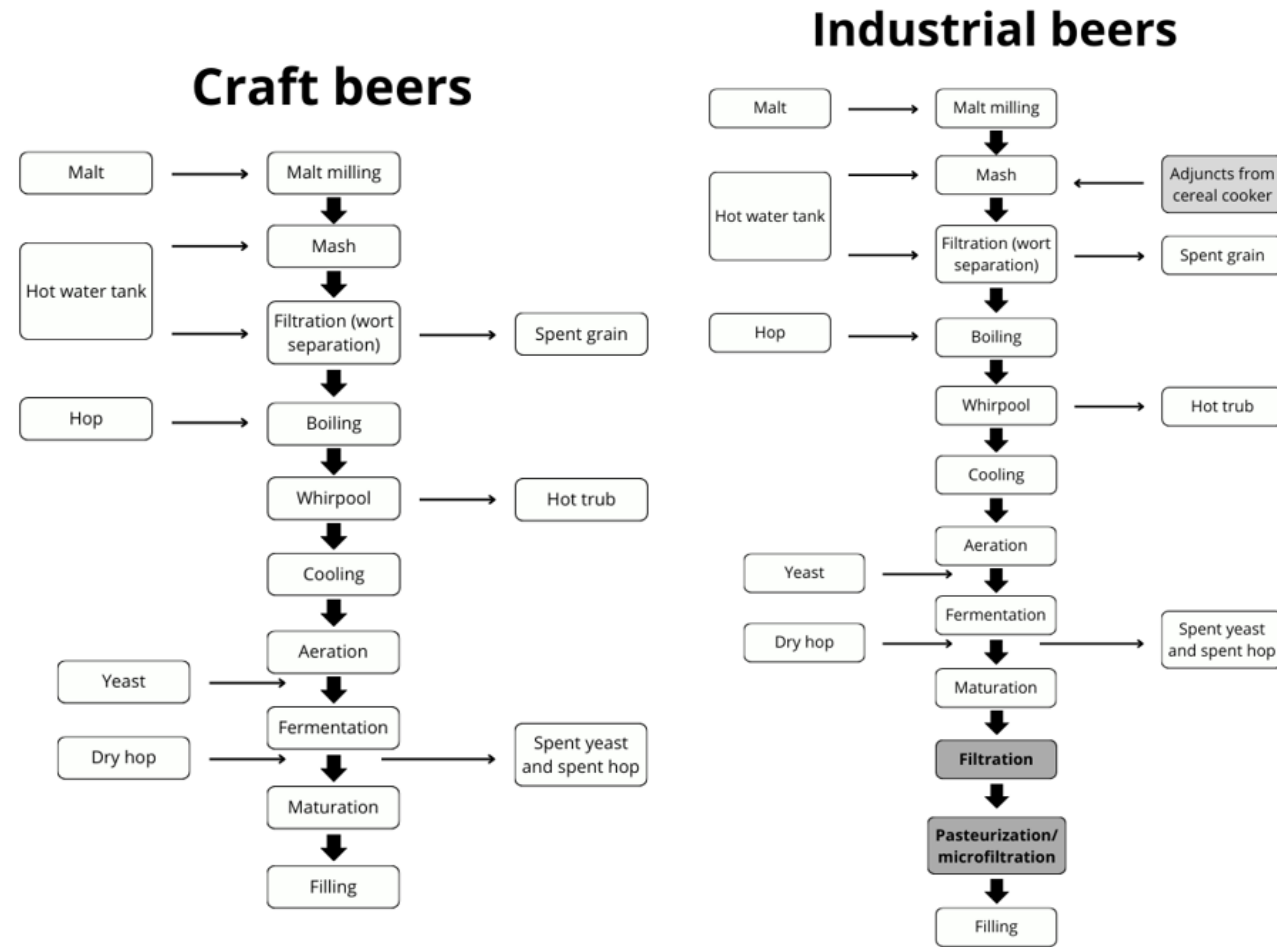 Craft beers
Malt
Malt milling
Hot water tank
Mash
Filtration (wort
separation)
Spent grain
Hop
Boiling
Whirpool
Hot trub
Cooling
Aeration
Yeast
Fermentation
Dry hop
Spent yeast
and spent hop
Maturation
Filling
Industrial beers
Malt
Malt milling
Hot water tank
Mash
Adjuncts from
cereal cooker
Filtration (wort
separation)
Spent grain
Hop
Boiling
Whirpool
Hot trub
Cooling
Aeration
Yeast
Fermentation
Dry hop
Spent yeast
and spent hop
Maturation
Filtration
Pasteurization/
microfiltration
Filling